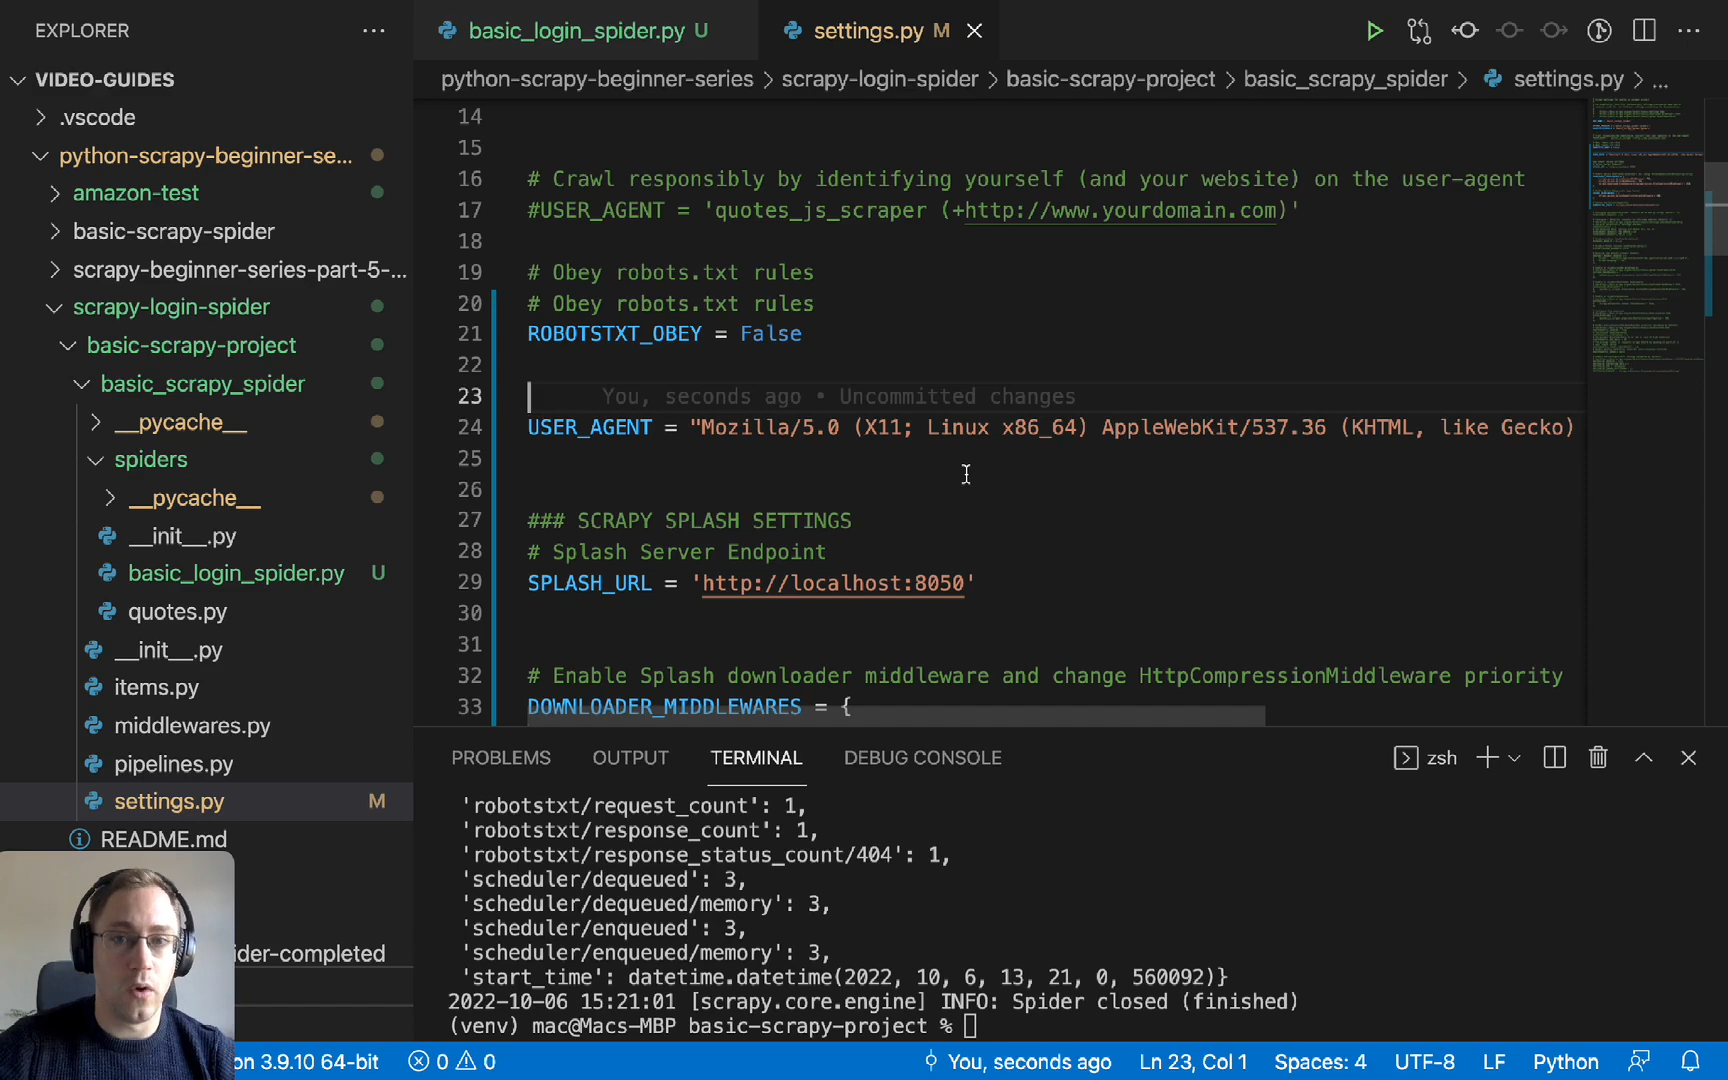 EXPLORER
VIDEO-GUIDES
.vscode
python-scrapy-beginner-se...
amazon-test
basic-scrapy-spider
scrapy-beginner-series-part-5-...
scrapy-login-spider
basic-scrapy-project
basic_scrapy_spider
__pycache__
spiders
__pycache__
__init__.py
basic_login_spider.py U
quotes.py
__init__.py
items.py
middlewares.py
pipelines.py
settings.py M
README.md
ider-completed
basic_login_spider.py U
settings.py M
python-scrapy-beginner-series > scrapy-login-spider > basic-scrapy-project > basic_scrapy_spider > settings.py > ...
14
15
16 # Crawl responsibly by identifying yourself (and your website) on the user-agent
17 #USER_AGENT = 'quotes_js_scraper (+http://www.yourdomain.com)'
18
19 # Obey robots.txt rules
20 # Obey robots.txt rules
21 ROBOTSTXT_OBEY = False
22
23 You, seconds ago • Uncommitted changes
24 USER_AGENT = "Mozilla/5.0 (X11; Linux x86_64) AppleWebKit/537.36 (KHTML, like Gecko)
25
26
27 ### SCRAPY SPLASH SETTINGS
28 # Splash Server Endpoint
29 SPLASH_URL = 'http://localhost:8050'
30
31
32 # Enable Splash downloader middleware and change HttpCompressionMiddleware priority
33 DOWNLOADER_MIDDLEWARES = {
PROBLEMS OUTPUT TERMINAL DEBUG CONSOLE zsh
'robotstxt/request_count': 1,
'robotstxt/response_count': 1,
'robotstxt/response_status_count/404': 1,
'scheduler/dequeued': 3,
'scheduler/dequeued/memory': 3,
'scheduler/enqueued': 3,
'scheduler/enqueued/memory': 3,
'start_time': datetime.datetime(2022, 10, 6, 13, 21, 0, 560092)}
2022-10-06 15:21:01 [scrapy.core.engine] INFO: Spider closed (finished)
(venv) mac@Macs-MBP basic-scrapy-project %
on 3.9.10 64-bit 0 0 You, seconds ago Ln 23, Col 1 Spaces: 4 UTF-8 LF Python